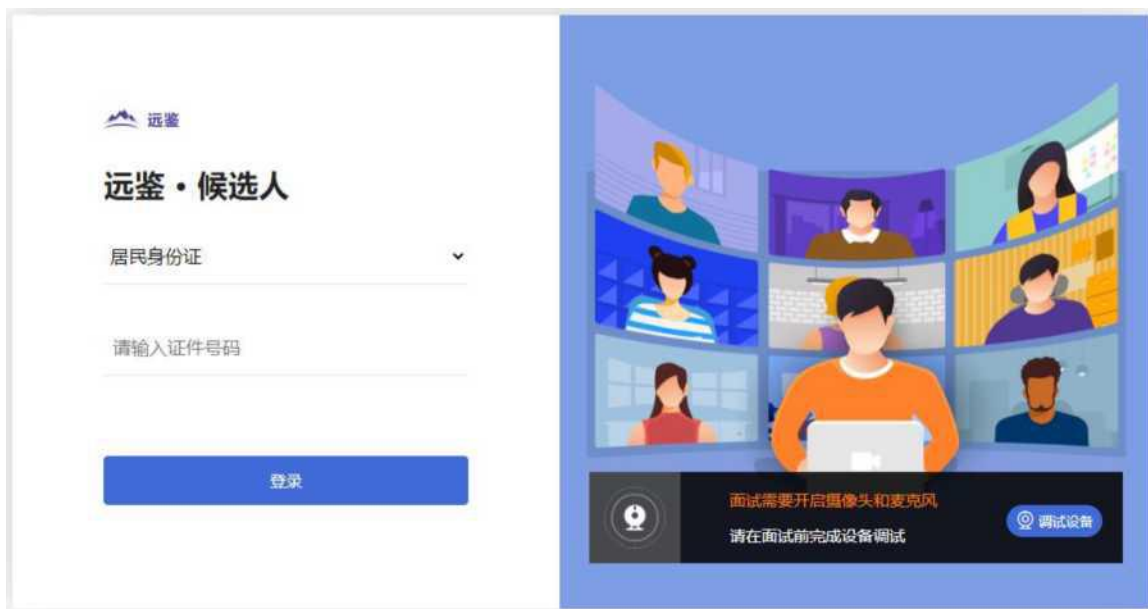 远鉴
远鉴·候选人
居民身份证
请输入证件号码
登录
面试需要开启摄像头和麦克风
请在面试前完成设备调试
调试设备